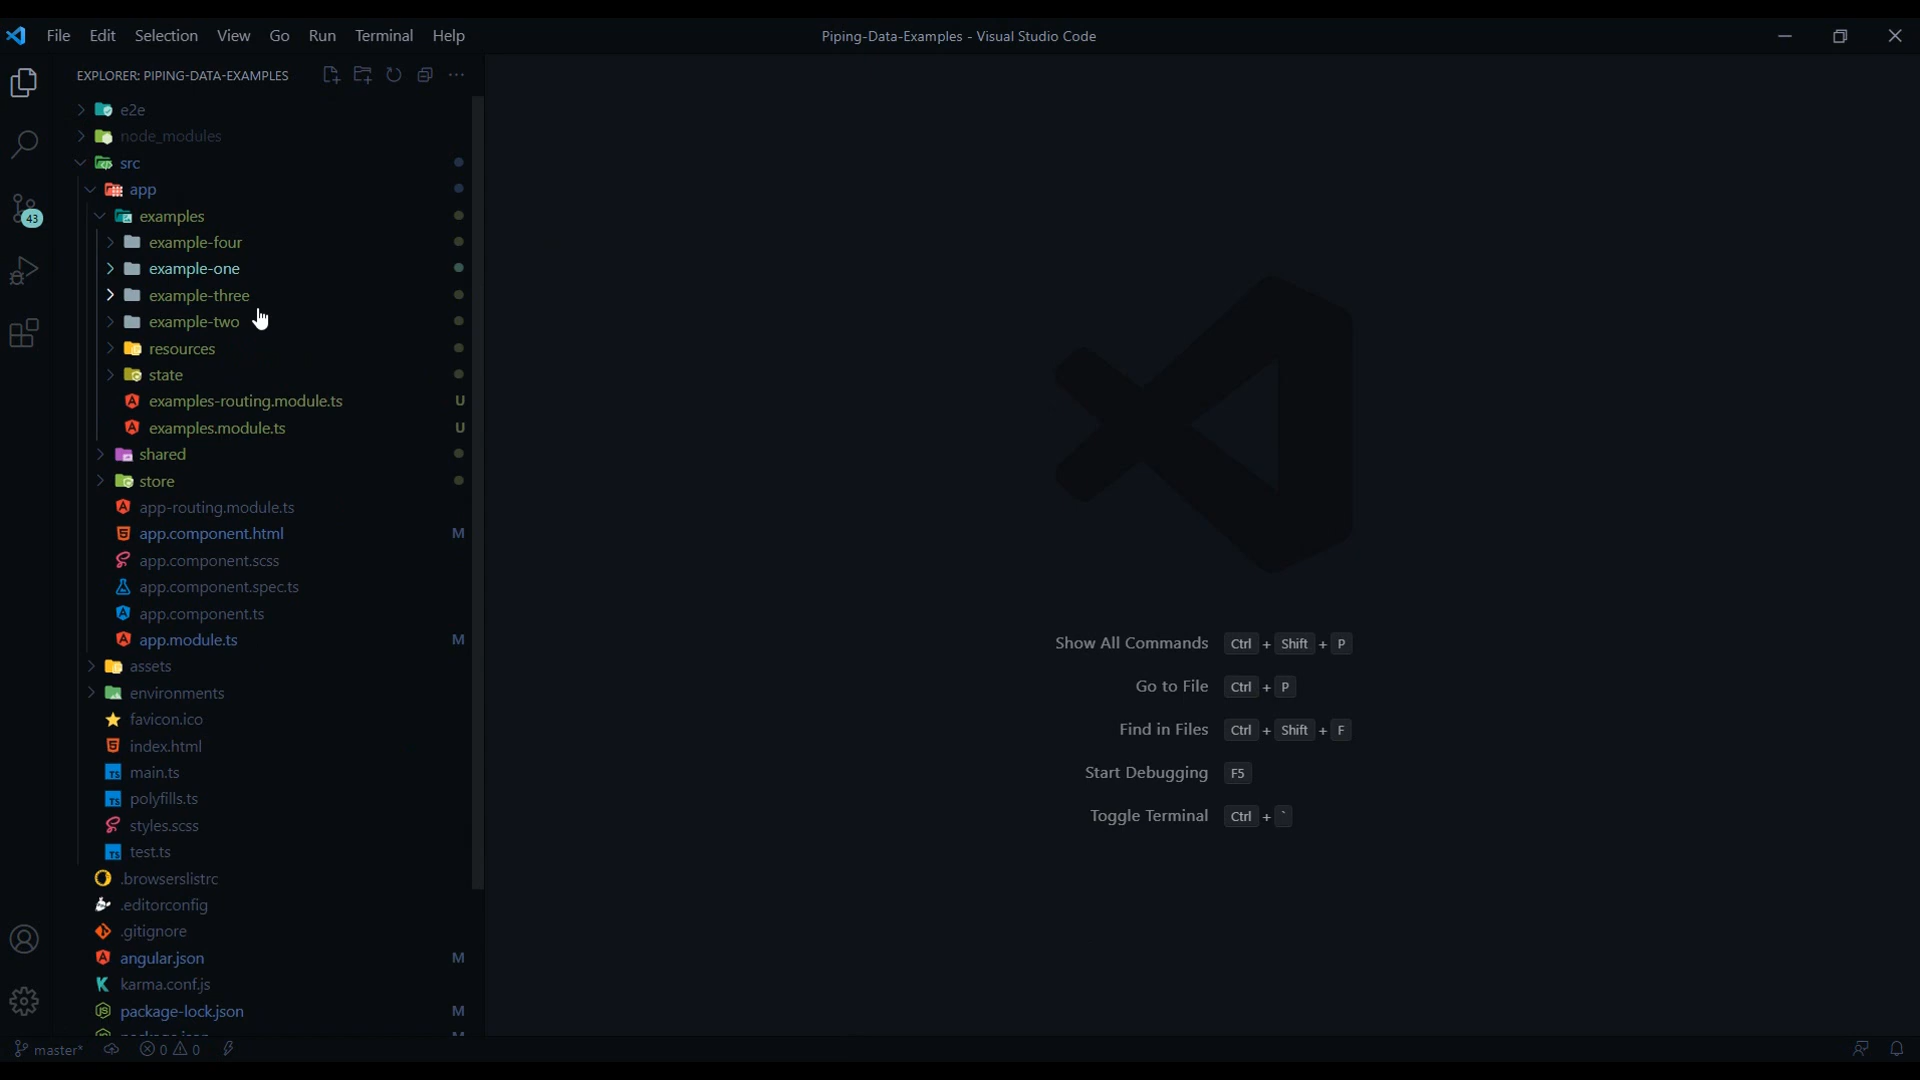 File Edit Selection View Go Run Terminal Help
Piping-Data-Examples - Visual Studio Code
EXPLORER: PIPING-DATA-EXAMPLES
e2e
node_modules
src
app
examples
example-four
example-one
example-three
example-two
resources
state
examples-routing.module.ts U
examples.module.ts U
shared
store
app-routing.module.ts
app.component.html M
app.component.scss
app.component.spec.ts
app.component.ts
app.module.ts M
assets
environments
favicon.ico
index.html
main.ts
polyfills.ts
styles.scss
test.ts
.browserslistrc
.editorconfig
.gitignore
angular.json M
karma.conf.js
package-lock.json M
43
Show All Commands Ctrl + Shift + P
Go to File Ctrl + P
Find in Files Ctrl + Shift + F
Start Debugging F5
Toggle Terminal Ctrl + `
master* 0 0